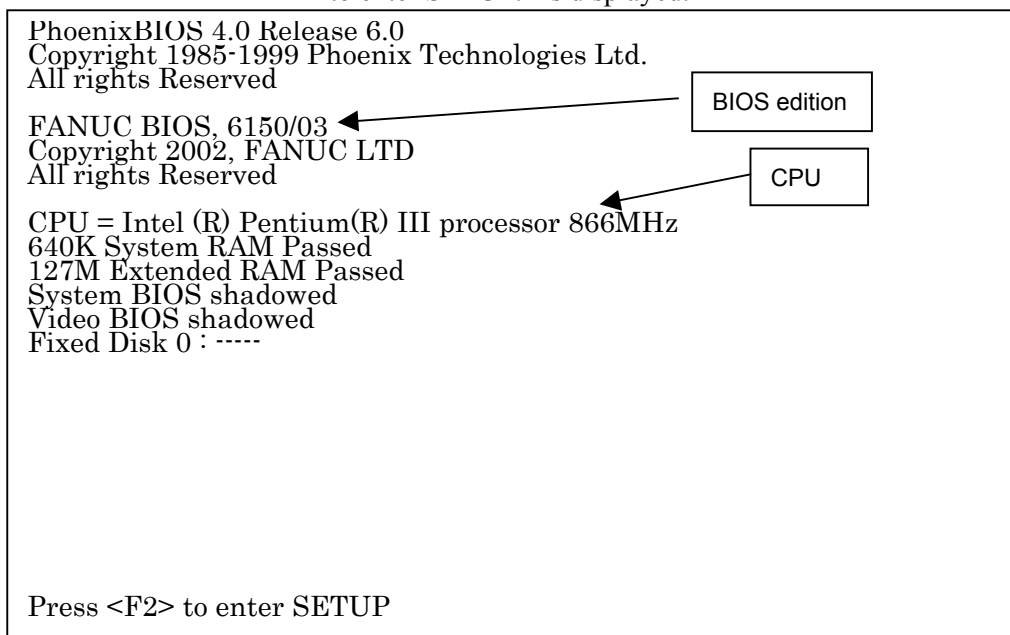 PhoenixBIOS 4.0 Release 6.0
Copyright 1985-1999 Phoenix Technologies Ltd.
All rights Reserved
BIOS edition
FANUC BIOS, 6150/03
Copyright 2002, FANUC LTD
All rights Reserved
CPU
CPU = Intel (R) Pentium(R) III processor 866MHz
640K System RAM Passed
127M Extended RAM Passed
System BIOS shadowed
Video BIOS shadowed
Fixed Disk 0 : -----
Press <F2> to enter SETUP